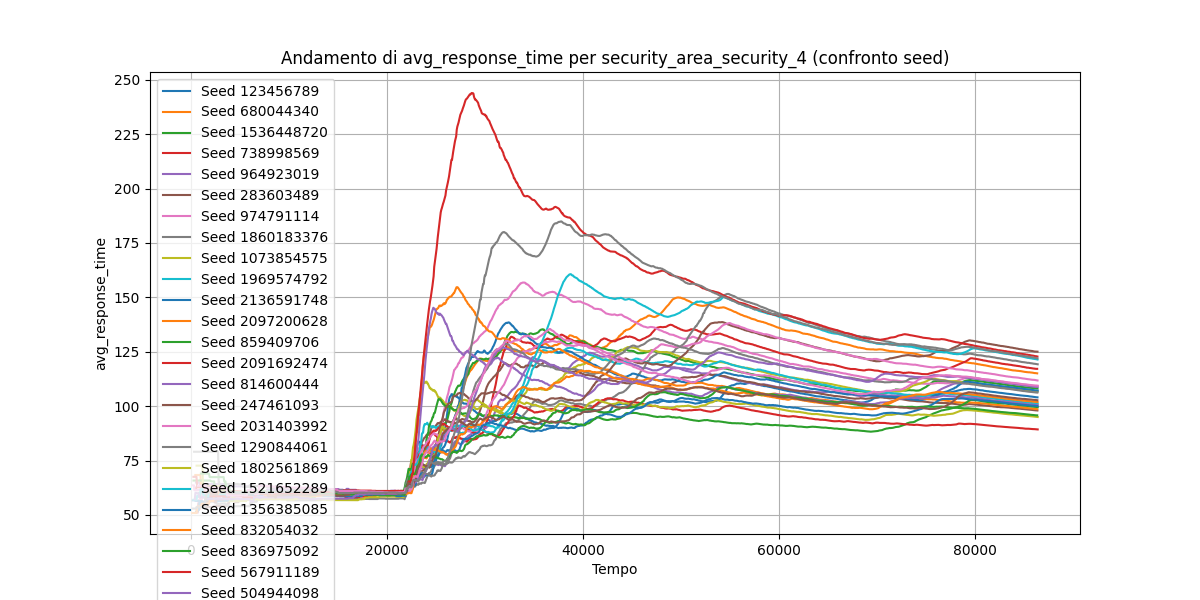 Andamento di avg_response_time per security_area_security_4 (confronto seed)
avg_response_time
250
225
200
175
150
125
100
75
50
Seed 123456789
Seed 680044340
Seed 1536448720
Seed 738998569
Seed 964923019
Seed 283603489
Seed 974791114
Seed 1860183376
Seed 1073854575
Seed 1969574792
Seed 2136591748
Seed 2097200628
Seed 859409706
Seed 2091692474
Seed 814600444
Seed 247461093
Seed 2031403992
Seed 1290844061
Seed 1802561869
Seed 1521652289
Seed 1356385085
Seed 832054032
Seed 836975092
Seed 567911189
Seed 504944098
0 20000 40000 60000 80000
Tempo